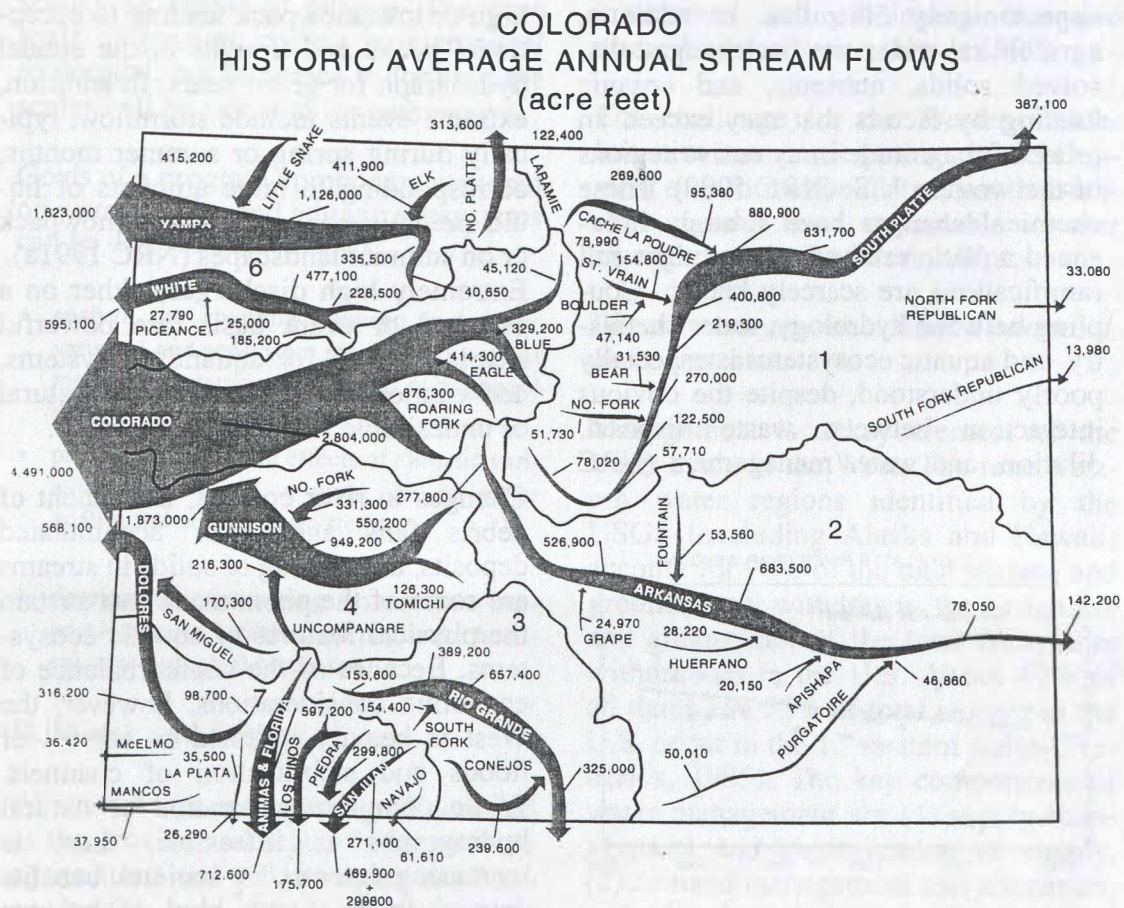 COLORADO
HISTORIC AVERAGE ANNUAL STREAM FLOWS
(acre feet)
387,100
313,600
122,400
415,200
LITTLE SNAKE
411,500
ELK
1,126,000
NO. PLATTE
LARAMIE
269,600
95,380
CACHE LA POUDRE
SOUTH PLATTE
1,623,000
YAMPA
78,990
154,800
380,900
331,700
6
335,500
477,100
45,120
ST. VRAIN
33,080
WHITE
228,500
BOULDER
400,800
NORTH FORK
REPUBLICAN
595,100
27,790
PICEANCE
25,000
185,200
329,200
BLUE
47,140
219,300
1
13,980
414,300
EAGLE
31,530
BEAR
270,000
SOUTH FORK REPUBLICAN
COLORADO
876,300
ROARING
FORK
NO. FORK
122,500
2,804,000
51,730
57,710
4,491,000
NO. FORK
277,800
568,100
1,873,000
GUNNISON
331,300
550,200
949,200
526,900
FOUNTAIN
53,560
2
216,300
683,500
DOLORES
170,300
4
126,300
TOMICHI
3
ARKANSAS
78,050
142,200
SAN MIGUEL
UNCOMPANGRE
24,970
GRAPE
28,220
HUERFANO
389,200
153,600
657,400
20,150
APISHAPA
46,860
316,200
98,700
7
597,200
154,400
RIO GRANDE
PURGATOIRE
36,420
McELMO
35,500
LA PLATA
ANIMAS & FLORIDA
LOS PINOS
PIEDRA
299,800
SOUTH
FORK
CONEJOS
325,000
50,010
MANCOS
SAN JUAN
NAVAJO
37,950
26,290
271,100
239,600
61,610
712,600
175,700
469,900
+
299800